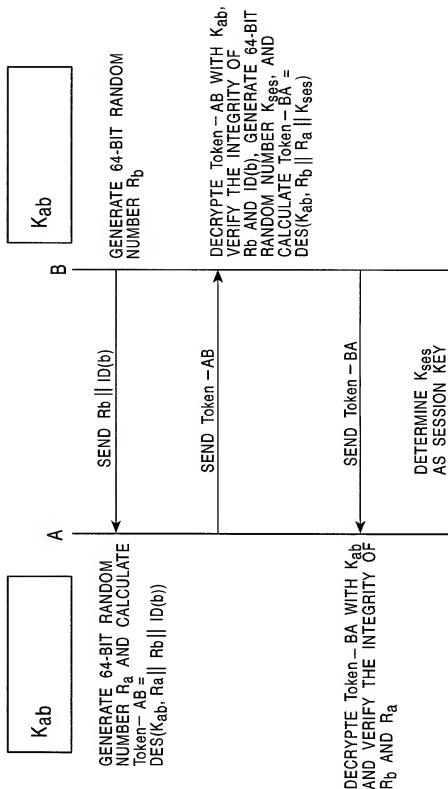 Kab
Kab
A
B
GENERATE 64-BIT RANDOM
NUMBER Rb
SEND Rb || ID(b)
GENERATE 64-BIT RANDOM
NUMBER Ra AND CALCULATE
Token-AB =
DES(Kab, Ra || Rb || ID(b))
SEND Token-AB
DECRYPTE Token-AB WITH Kab,
VERIFY THE INTEGRITY OF
Rb AND ID(b), GENERATE 64-BIT
RANDOM NUMBER Kses, AND
CALCULATE Token-BA =
DES(Kab, Rb || Ra || Kses)
SEND Token-BA
DECRYPTE Token-BA WITH Kab
AND VERIFY THE INTEGRITY OF
Rb AND Ra
DETERMINE Kses
AS SESSION KEY